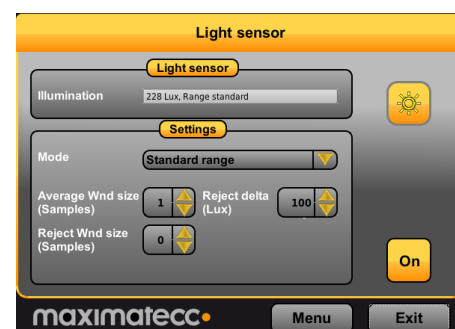 Light sensor
Light sensor
Illumination 228 Lux, Range standard
Settings
Mode Standard range
Average Wnd size 1 Reject delta 100
(Samples) (Lux)
Reject Wnd size 0
(Samples)
On
maximatecc
Menu Exit